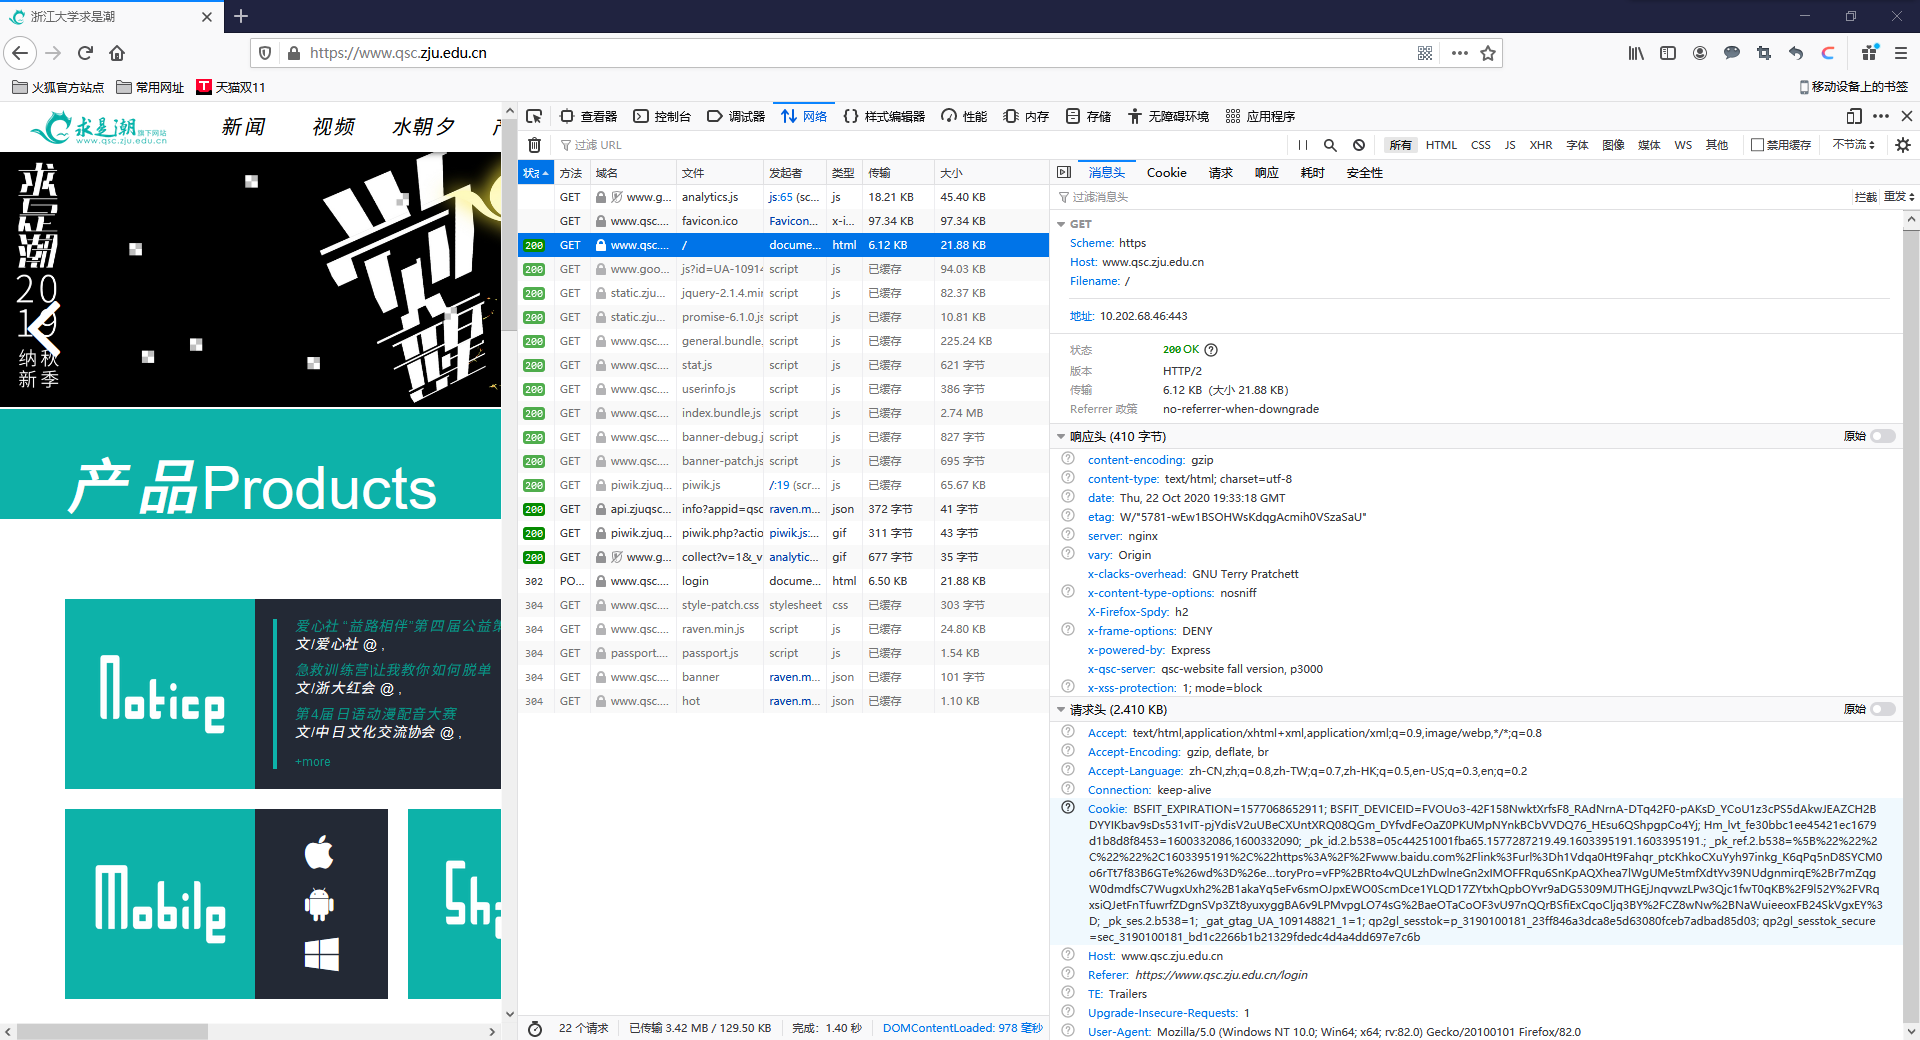 浙江大学求是潮
https://www.qsc.zju.edu.cn
火狐官方站点 常用网址 天猫双11 移动设备上的书签
求是潮 旗下网站
www.qsc.zju.edu.cn
新闻 视频 水朝夕
求是潮
2019
纳新
秋季
产品Products
Notice
爱心社 “益路相伴”第四届公益第
文/爱心社 @ ,
急救训练营|让我教你如何脱单
文/浙大红会 @ ,
第4届日语动漫配音大赛
文/中日文化交流协会 @ ,
+more
Mobile
Sh
查看器 控制台 调试器 网络 样式编辑器 性能 内存 存储 无障碍环境 应用程序
过滤 URL 所有 HTML CSS JS XHR 字体 图像 媒体 WS 其他 禁用缓存 不节流
状态 方法 域名 文件 发起者 类型 传输 大小
GET www.g... analytics.js js:65 (sc... js 18.21 KB 45.40 KB
GET www.qsc.... favicon.ico Favicon... x-i... 97.34 KB 97.34 KB
200 GET www.qsc.... / docume... html 6.12 KB 21.88 KB
200 GET www.goo... js?id=UA-10914 script js 已缓存 94.03 KB
200 GET static.zju... jquery-2.1.4.min script js 已缓存 82.37 KB
200 GET static.zju... promise-6.1.0.js script js 已缓存 10.81 KB
200 GET www.qsc.... general.bundle. script js 已缓存 225.24 KB
200 GET www.qsc.... stat.js script js 已缓存 621 字节
200 GET www.qsc.... userinfo.js script js 已缓存 386 字节
200 GET www.qsc.... index.bundle.js script js 已缓存 2.74 MB
200 GET www.qsc.... banner-debug.j script js 已缓存 827 字节
200 GET www.qsc.... banner-patch.js script js 已缓存 695 字节
200 GET piwik.zjuq... piwik.js /:19 (scr... js 已缓存 65.67 KB
200 GET api.zjuqsc... info?appid=qsc raven.m... json 372 字节 41 字节
200 GET piwik.zjuq... piwik.php?actio piwik.js:... gif 311 字节 43 字节
200 GET www.g... collect?v=1&_v analytic... gif 677 字节 35 字节
302 PO... www.qsc.... login docume... html 6.50 KB 21.88 KB
304 GET www.qsc.... style-patch.css stylesheet css 已缓存 303 字节
304 GET www.qsc.... raven.min.js script js 已缓存 24.80 KB
304 GET passport.... passport.js script js 已缓存 1.54 KB
304 GET www.qsc.... banner raven.m... json 已缓存 101 字节
304 GET www.qsc.... hot raven.m... json 已缓存 1.10 KB
22 个请求 已传输 3.42 MB / 129.50 KB 完成：1.40 秒 DOMContentLoaded: 978 毫秒
消息头 Cookie 请求 响应 耗时 安全性
过滤消息头 拦截 重发
GET
Scheme: https
Host: www.qsc.zju.edu.cn
Filename: /
地址: 10.202.68.46:443
状态 200 OK
版本 HTTP/2
传输 6.12 KB（大小 21.88 KB）
Referrer 政策 no-referrer-when-downgrade
响应头 (410 字节) 原始
content-encoding: gzip
content-type: text/html; charset=utf-8
date: Thu, 22 Oct 2020 19:33:18 GMT
etag: W/"5781-wEw1BSOHWsKdqgAcmih0VSzaSaU"
server: nginx
vary: Origin
x-clacks-overhead: GNU Terry Pratchett
x-content-type-options: nosniff
X-Firefox-Spdy: h2
x-frame-options: DENY
x-powered-by: Express
x-qsc-server: qsc-website fall version, p3000
x-xss-protection: 1; mode=block
请求头 (2.410 KB) 原始
Accept: text/html,application/xhtml+xml,application/xml;q=0.9,image/webp,*/*;q=0.8
Accept-Encoding: gzip, deflate, br
Accept-Language: zh-CN,zh;q=0.8,zh-TW;q=0.7,zh-HK;q=0.5,en-US;q=0.3,en;q=0.2
Connection: keep-alive
Cookie: BSFIT_EXPIRATION=1577068652911; BSFIT_DEVICEID=FVOUo3-42F158NwktXrfsF8_RAdNrnA-DTq42F0-pAKsD_YCoU1z3cPS5dAkwJEAZCH2B
DYYIKbav9sDs531vIT-pjYdisV2uUBeCXUntXRQ08QGm_DYfvdFeOaZ0PKUMpNYnkBCbVVDQ76_HEsu6QShpgpCo4Yj; Hm_lvt_fe30bbc1ee45421ec1679
d1b8d8f8453=1600332086,1600332090; _pk_id.2.b538=05c44251001fba65.1577287219.49.1603395191.1603395191.; _pk_ref.2.b538=%5B%22%22%2
C%22%22%2C1603395191%2C%22https%3A%2F%2Fwww.baidu.com%2Flink%3Furl%3Dh1Vdqa0Ht9Fahqr_ptcKhkoCXuYyh97inkg_K6qPq5nD8SYCM0
o6rTt7f83B6GTe%26wd%3D%26e...toryPro=vFP%2BRto4vQULzhDwlneGn2xIMOFFRqu6SnKpAQXhea7lWgUMe5tmfXdtYv39NUdgnmirqE%2Br7mZqg
W0dmdfsC7WugxUxh2%2B1akaYq5eFv6smOJpxEWO0ScmDce1YLQD17ZYtxhQpbOYvr9aDG5309MJTHGEjJnqvwzLPw3Qjc1fwT0qKB%2F9l52Y%2FVRq
xsiQJetFnTfuwrfZDgnSVp3Zt8yuxyggBA6v9LPMvpgLO74sG%2BaeOTaCoOF3vU97nQQrBSfiExCqoCljq3BY%2FCZ8wNw%2BNaWuieeoxFB24SkVgxEY%3
D; _pk_ses.2.b538=1; _gat_gtag_UA_109148821_1=1; qp2gl_sesstok=p_3190100181_23ff846a3dca8e5d63080fceb7adbad85d03; qp2gl_sesstok_secure
=sec_3190100181_bd1c2266b1b21329fdedc4d4a4dd697e7c6b
Host: www.qsc.zju.edu.cn
Referer: https://www.qsc.zju.edu.cn/login
TE: Trailers
Upgrade-Insecure-Requests: 1
User-Agent: Mozilla/5.0 (Windows NT 10.0; Win64; x64; rv:82.0) Gecko/20100101 Firefox/82.0